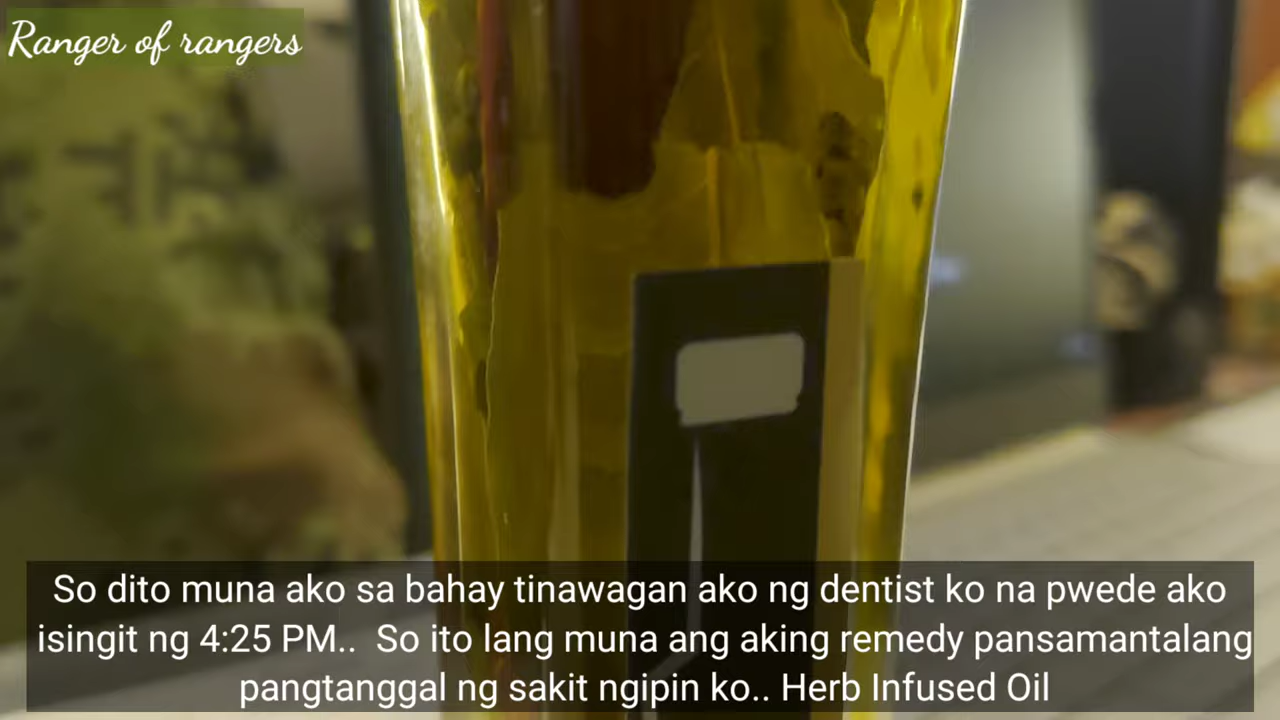 Ranger of rangers
So dito muna ako sa bahay tinawagan ako ng dentist ko na pwede ako
isingit ng 4:25 PM.. So ito lang muna ang aking remedy pansamantalang
pangtanggal ng sakit ngipin ko.. Herb Infused Oil